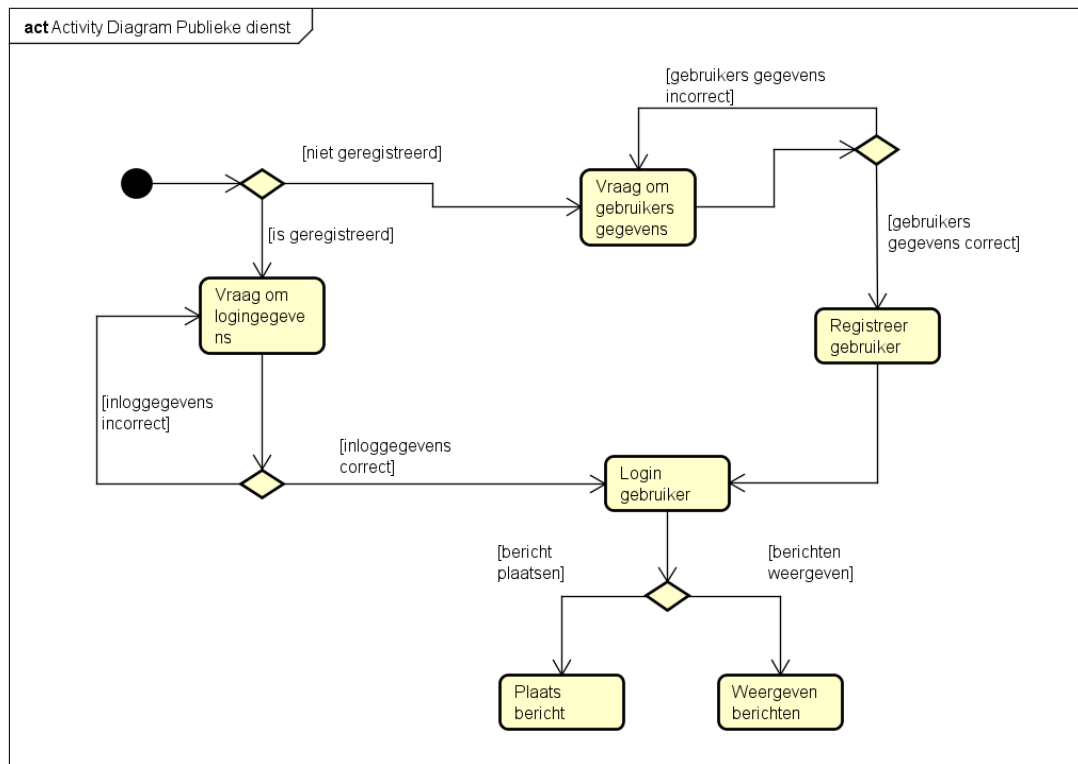 act Activity Diagram Publieke dienst
[gebruikers gegevens
incorrect]
[niet geregistreerd]
Vraag om
gebruikers
gegevens
[is geregistreerd]
[gebruikers
gegevens correct]
Vraag om
logingegeve
ns
Registreer
gebruiker
[inloggegevens
incorrect]
[inloggegevens
correct]
Login
gebruiker
[bericht
plaatsen]
[berichten
weergeven]
Plaats
bericht
Weergeven
berichten